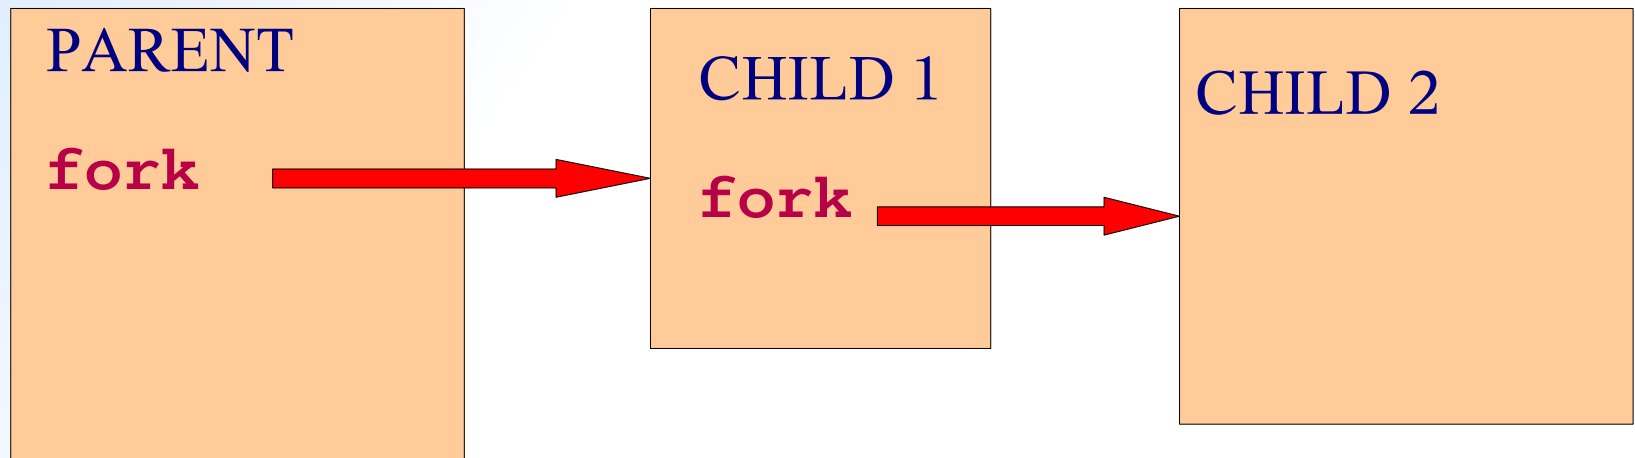 PARENT
fork
CHILD 1
fork
CHILD 2